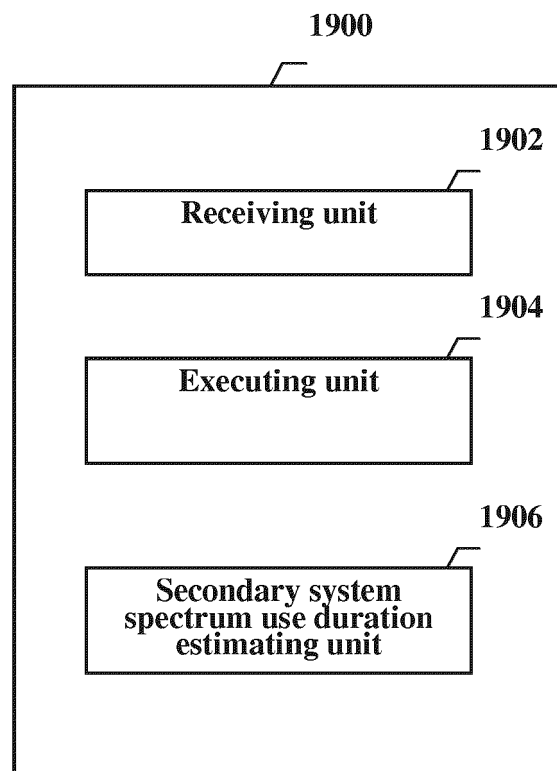 1900
1902
Receiving unit
1904
Executing unit
1906
Secondary system
spectrum use duration
estimating unit